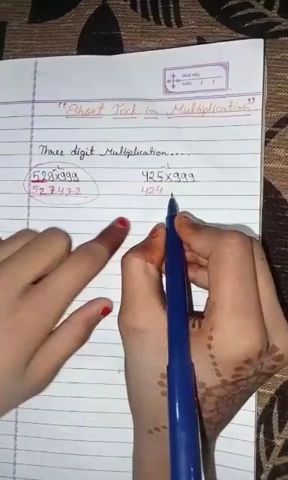 "Short Trick in Multiplication"
Three digit Multiplication....
528x999 425x999
527472 424